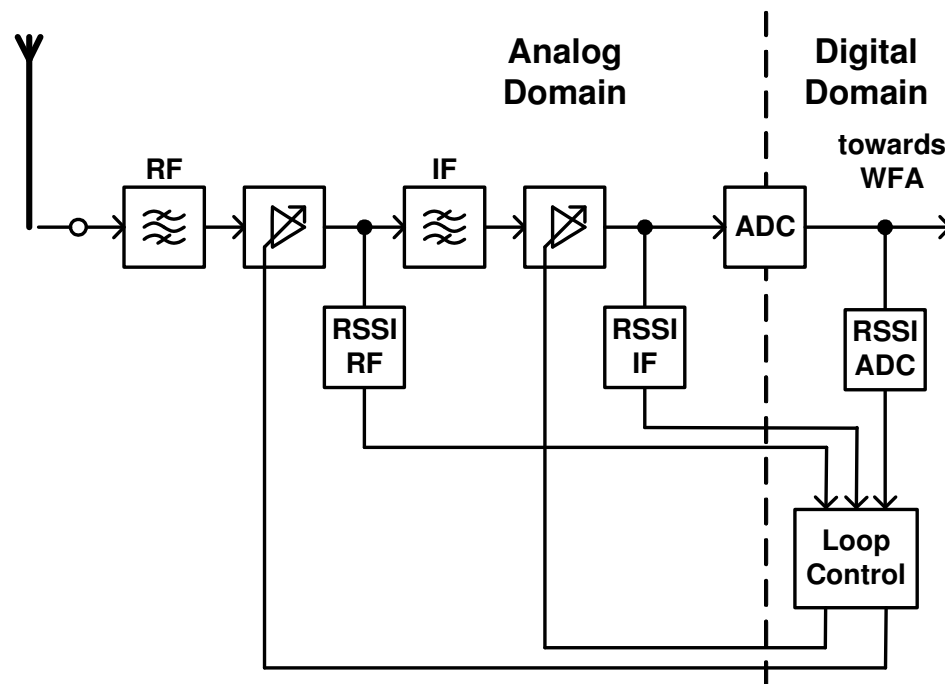 Analog
Domain
Digital
Domain
towards
WFA
RF
IF
ADC
RSSI
RF
RSSI
IF
RSSI
ADC
Loop
Control